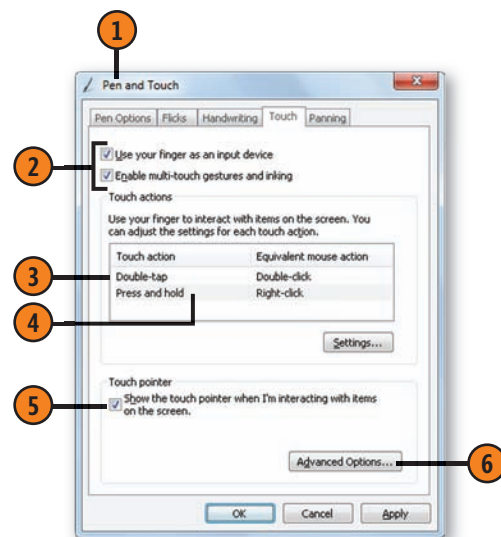 1
Pen and Touch
Pen Options Flicks Handwriting Touch Panning
2
Use your finger as an input device
Enable multi-touch gestures and inking
Touch actions
Use your finger to interact with items on the screen. You
can adjust the settings for each touch action.
Touch action Equivalent mouse action
3
Double-tap Double-click
Press and hold Right-click
4
Settings...
Touch pointer
5
Show the touch pointer when I'm interacting with items
on the screen.
Advanced Options...
6
OK Cancel Apply